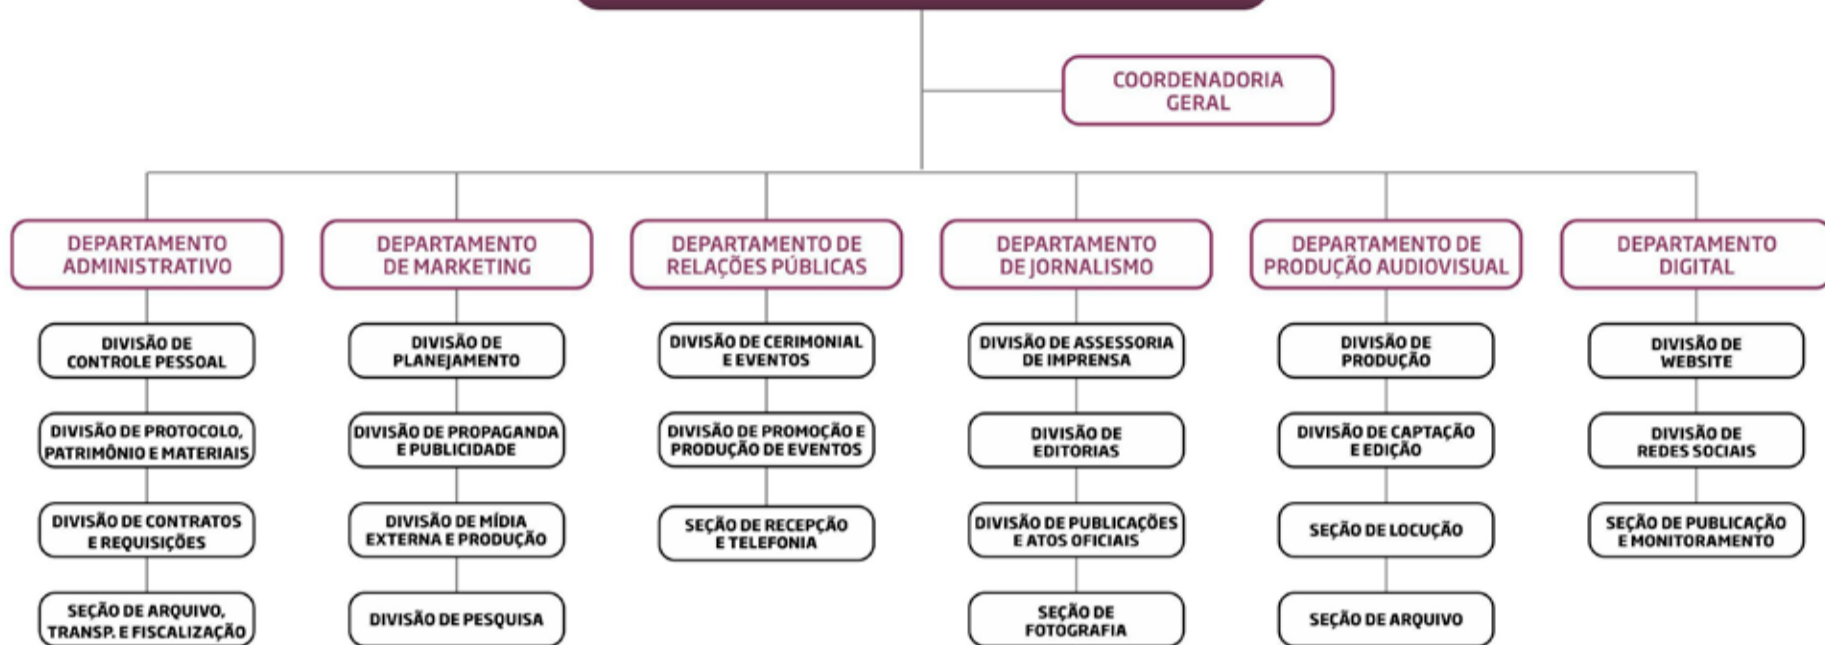 COORDENADORIA
GERAL
DEPARTAMENTO
ADMINISTRATIVO
DIVISÃO DE
CONTROLE PESSOAL
DIVISÃO DE PROTOCOLO,
PATRIMÔNIO E MATERIAIS
DIVISÃO DE CONTRATOS
E REQUISIÇÕES
SEÇÃO DE ARQUIVO,
TRANSP. E FISCALIZAÇÃO
DEPARTAMENTO
DE MARKETING
DIVISÃO DE
PLANEJAMENTO
DIVISÃO DE PROPAGANDA
E PUBLICIDADE
DIVISÃO DE MÍDIA
EXTERNA E PRODUÇÃO
DIVISÃO DE PESQUISA
DEPARTAMENTO DE
RELAÇÕES PÚBLICAS
DIVISÃO DE CERIMONIAL
E EVENTOS
DIVISÃO DE PROMOÇÃO E
PRODUÇÃO DE EVENTOS
SEÇÃO DE RECEPÇÃO
E TELEFONIA
DEPARTAMENTO
DE JORNALISMO
DIVISÃO DE ASSESSORIA
DE IMPRENSA
DIVISÃO DE
EDITORIAS
DIVISÃO DE PUBLICAÇÕES
E ATOS OFICIAIS
SEÇÃO DE
FOTOGRAFIA
DEPARTAMENTO DE
PRODUÇÃO AUDIOVISUAL
DIVISÃO DE
PRODUÇÃO
DIVISÃO DE CAPTAÇÃO
E EDIÇÃO
SEÇÃO DE LOCUÇÃO
SEÇÃO DE ARQUIVO
DEPARTAMENTO
DIGITAL
DIVISÃO DE
WEBSITE
DIVISÃO DE
REDES SOCIAIS
SEÇÃO DE PUBLICAÇÃO
E MONITORAMENTO